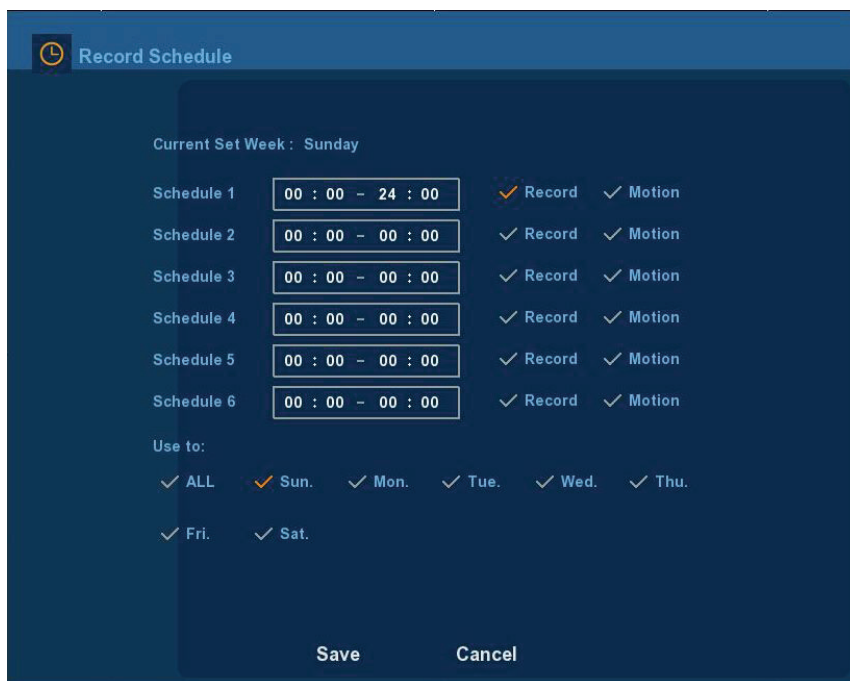 Record Schedule
Current Set Week : Sunday
Schedule 1 00 : 00 - 24 : 00 Record Motion
Schedule 2 00 : 00 - 00 : 00 Record Motion
Schedule 3 00 : 00 - 00 : 00 Record Motion
Schedule 4 00 : 00 - 00 : 00 Record Motion
Schedule 5 00 : 00 - 00 : 00 Record Motion
Schedule 6 00 : 00 - 00 : 00 Record Motion
Use to:
ALL Sun. Mon. Tue. Wed. Thu.
Fri. Sat.
Save Cancel